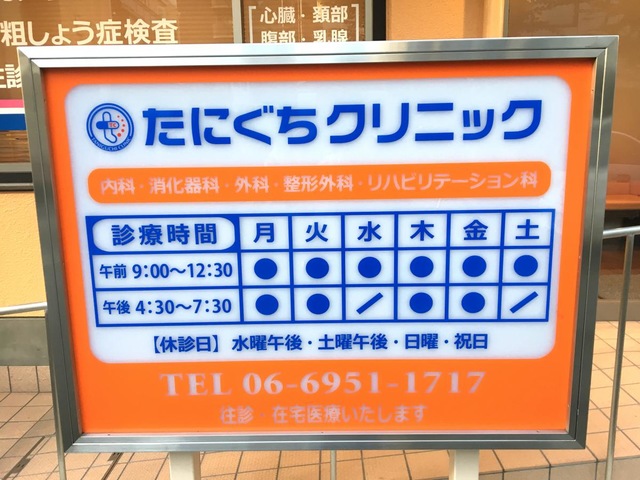 粗しょう症検査
心臓・頚部
腹部・乳腺
たにぐちクリニック
内科・消化器科・外科・整形外科・リハビリテーション科
診療時間 月 火 水 木 金 土
午前 9:00〜12:30 ● ● ● ● ● ●
午後 4:30〜7:30 ● ● / ● ● /
【休診日】 水曜午後・土曜午後・日曜・祝日
TEL 06-6951-1717
往診 在宅医療いたします